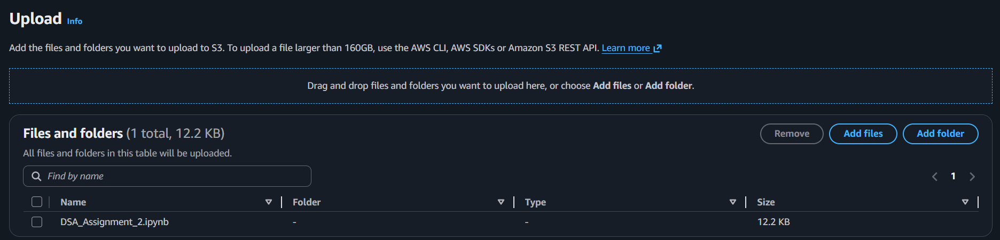 Upload Info
Add the files and folders you want to upload to S3. To upload a file larger than 160GB, use the AWS CLI, AWS SDKs or Amazon S3 REST API. Learn more
Drag and drop files and folders you want to upload here, or choose Add files or Add folder.
Files and folders (1 total, 12.2 KB)
Remove Add files Add folder
All files and folders in this table will be uploaded.
Find by name
1
Name Folder Type Size
DSA_Assignment_2.ipynb - - 12.2 KB